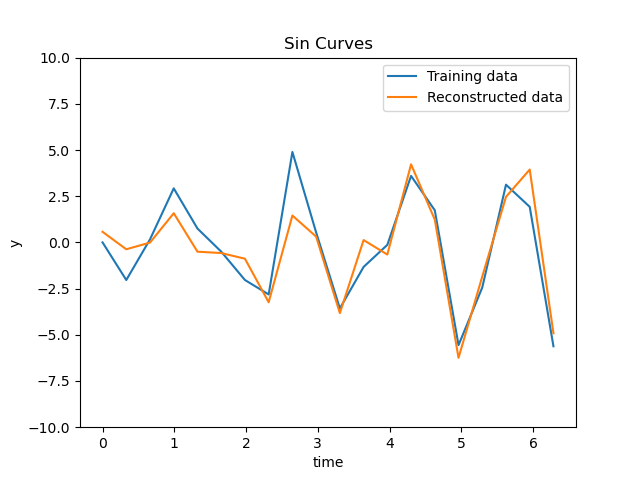 Sin Curves
Training data
Reconstructed data
10.0
7.5
5.0
2.5
0.0
−2.5
−5.0
−7.5
−10.0
y
0 1 2 3 4 5 6
time